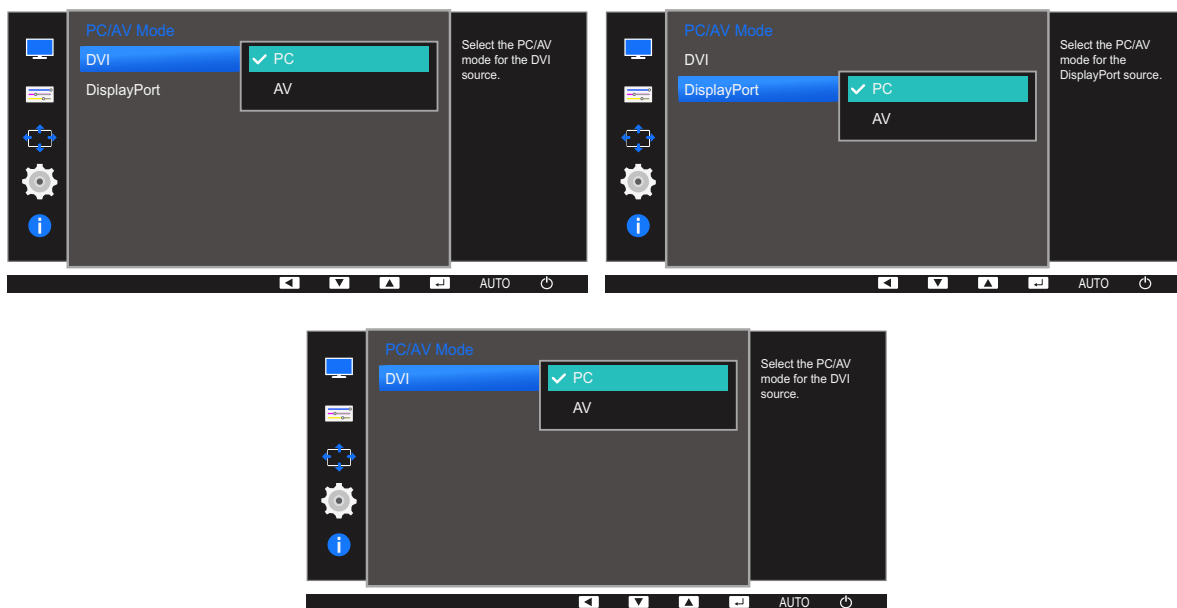 PC/AV Mode
DVI
PC
DisplayPort
AV
Select the PC/AV
mode for the DVI
source.
AUTO
PC/AV Mode
DVI
DisplayPort
PC
AV
Select the PC/AV
mode for the
DisplayPort source.
AUTO
PC/AV Mode
DVI
PC
AV
Select the PC/AV
mode for the DVI
source.
AUTO